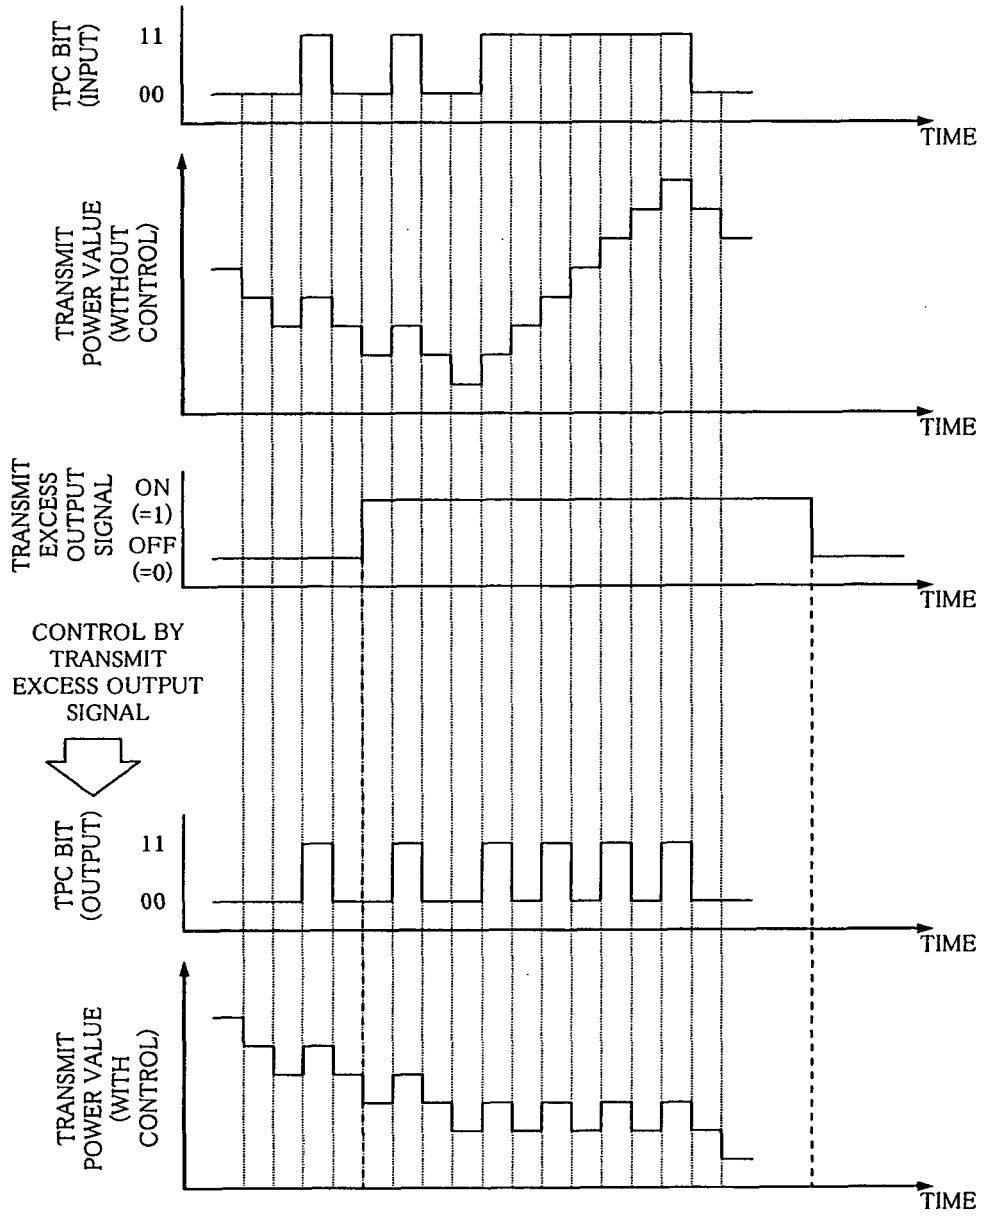 TPC BIT
(INPUT)
11
00
TIME
TRANSMIT
POWER VALUE
(WITHOUT
CONTROL)
TIME
TRANSMIT
EXCESS
OUTPUT
SIGNAL
ON
(=1)
OFF
(=0)
TIME
CONTROL BY
TRANSMIT
EXCESS OUTPUT
SIGNAL
TPC BIT
(OUTPUT)
11
00
TIME
TRANSMIT
POWER VALUE
(WITH
CONTROL)
TIME